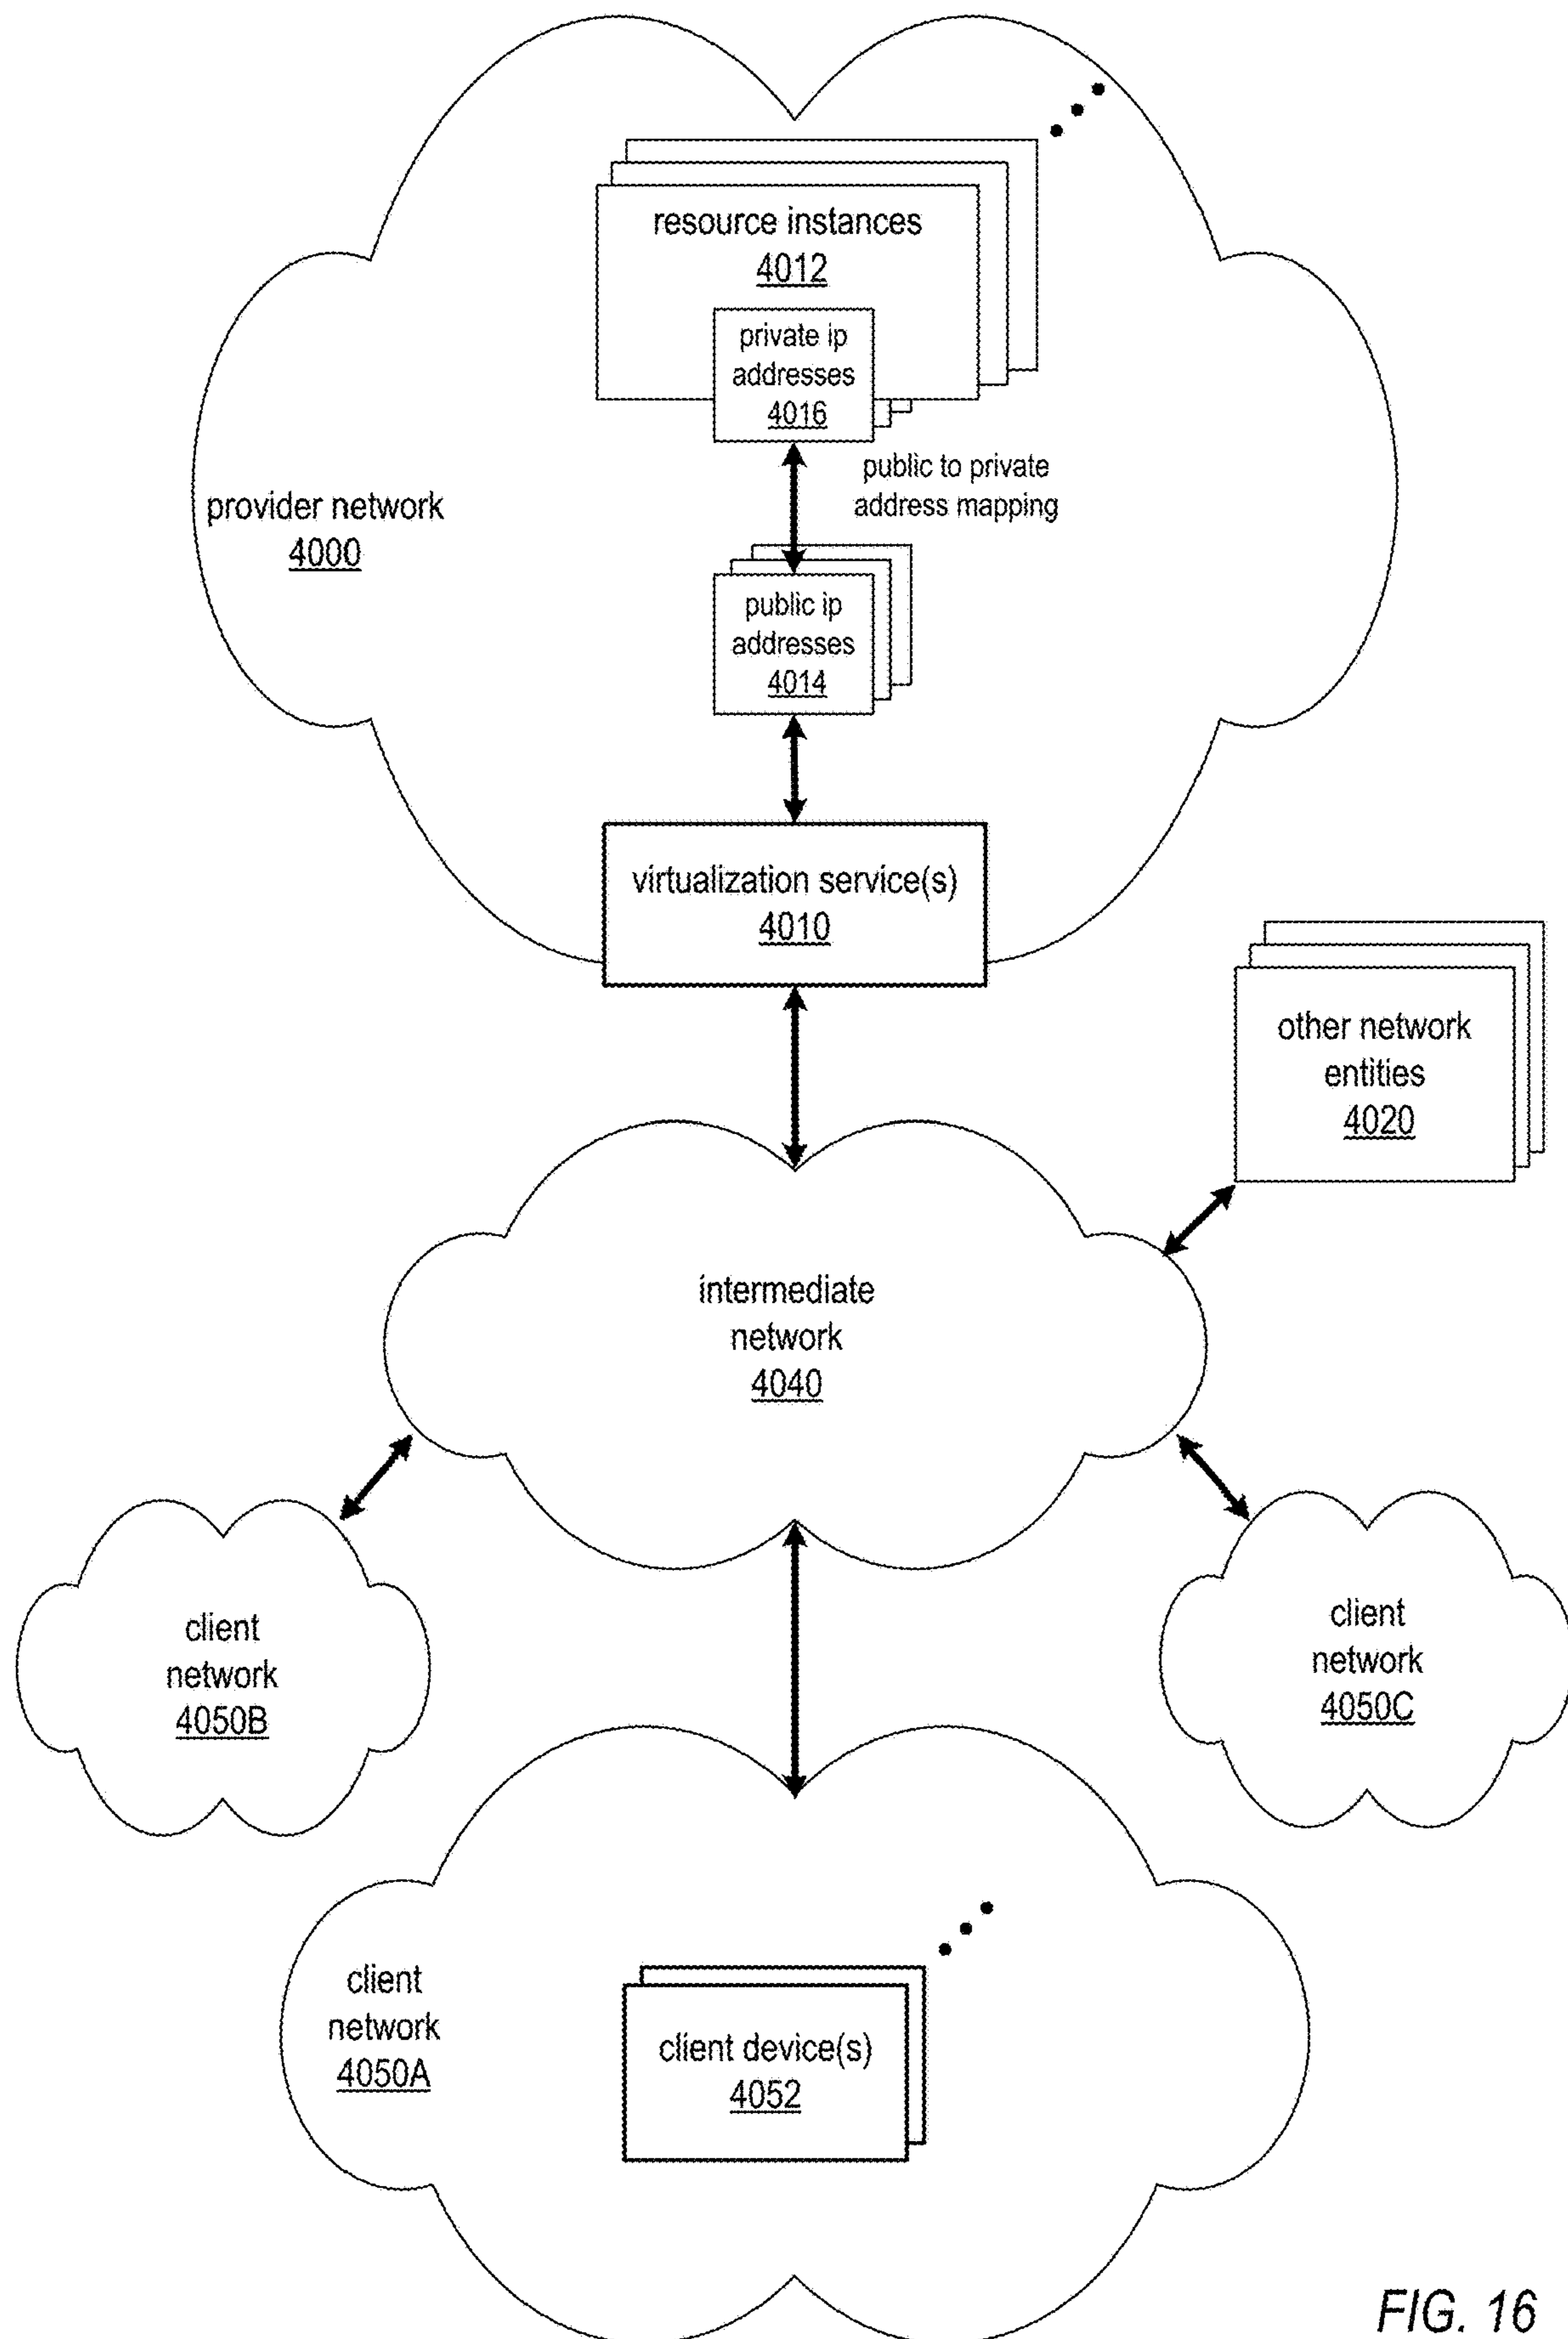 resource instances
4012
private ip
addresses
4016
public to private
address mapping
provider network
4000
public ip
addresses
4014
virtualization service(s)
4010
other network
entities
4020
intermediate
network
4040
client
network
4050B
client
network
4050C
client
network
4050A
client device(s)
4052
FIG. 16